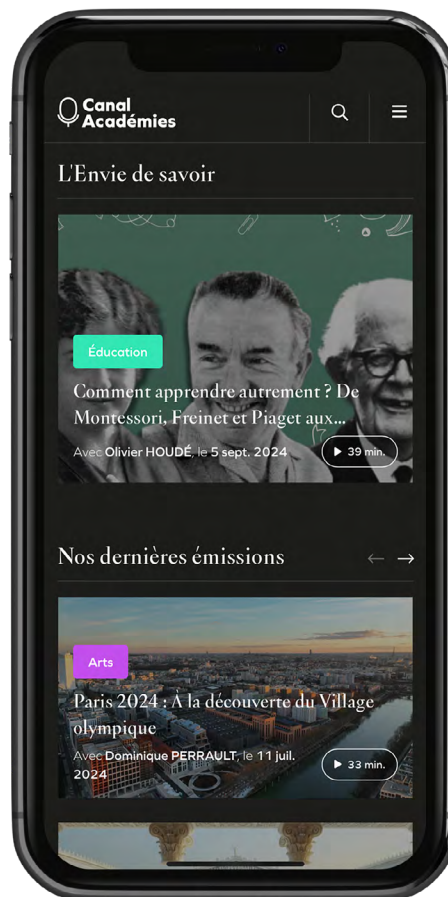 Canal
Académies
L'Envie de savoir
Éducation
Comment apprendre autrement ? De
Montessori, Freinet et Piaget aux...
Avec Olivier HOUDÉ, le 5 sept. 2024
39 min.
Nos dernières émissions
Arts
Paris 2024 : À la découverte du Village
olympique
Avec Dominique PERRAULT, le 11 juil.
2024
33 min.